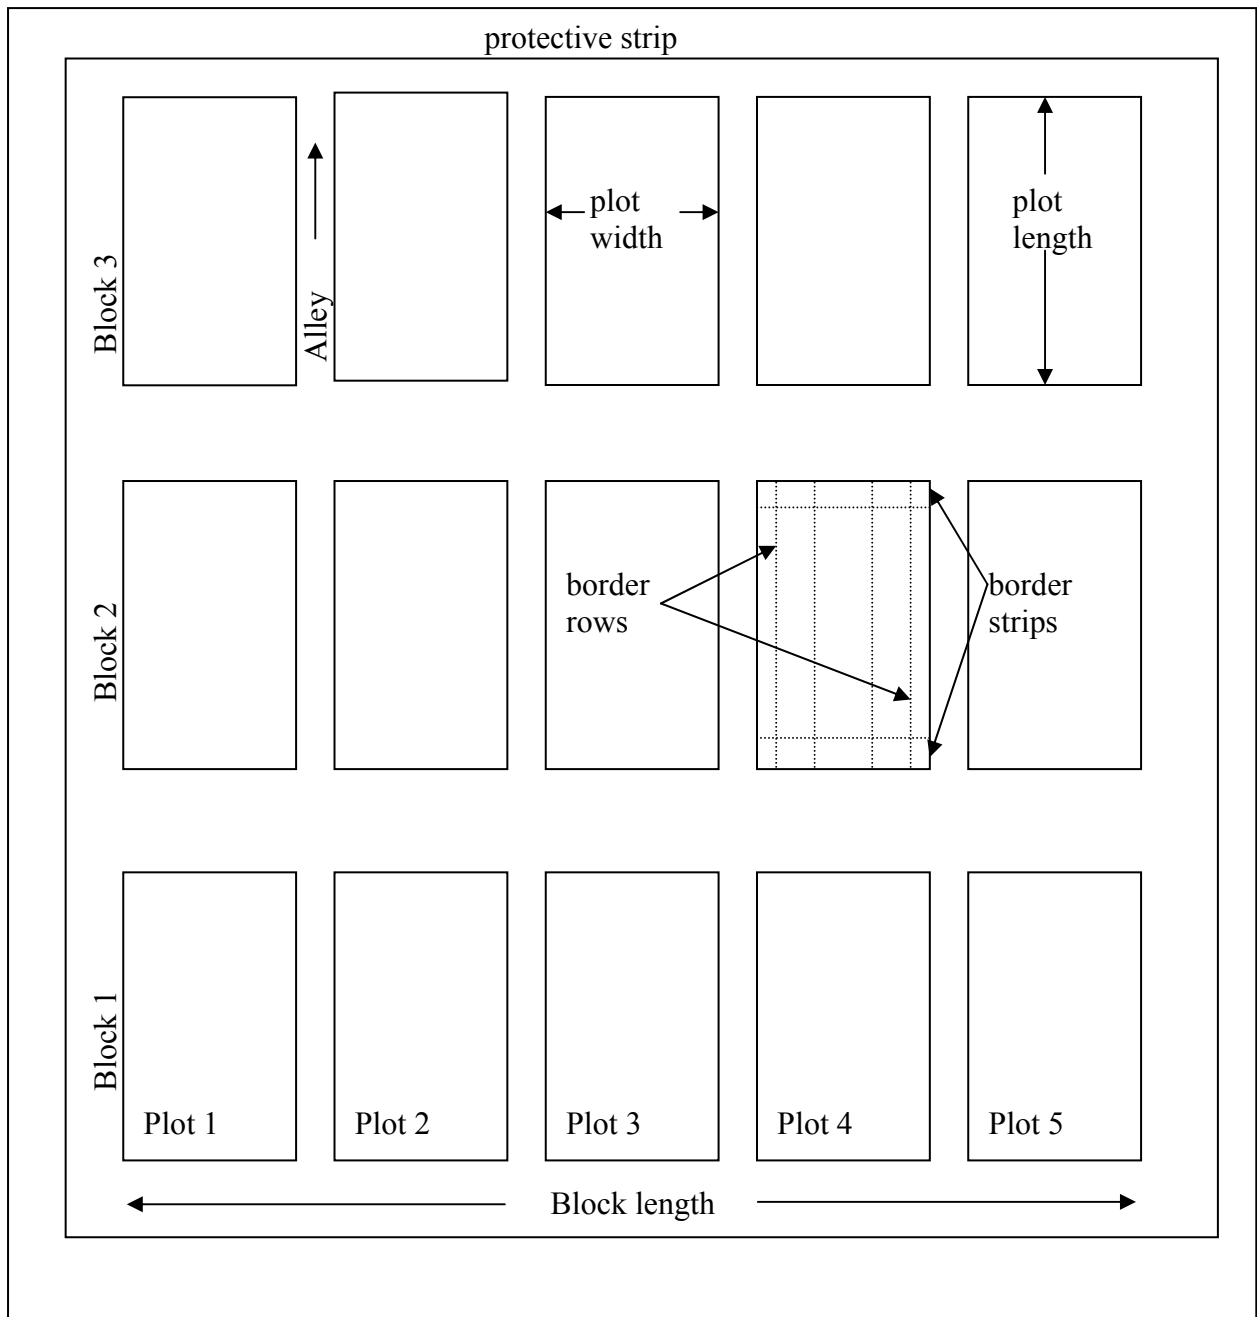 protective strip
Block 3
Alley
plot
width
plot
length
Block 2
border
rows
border
strips
Block 1
Plot 1
Plot 2
Plot 3
Plot 4
Plot 5
Block length